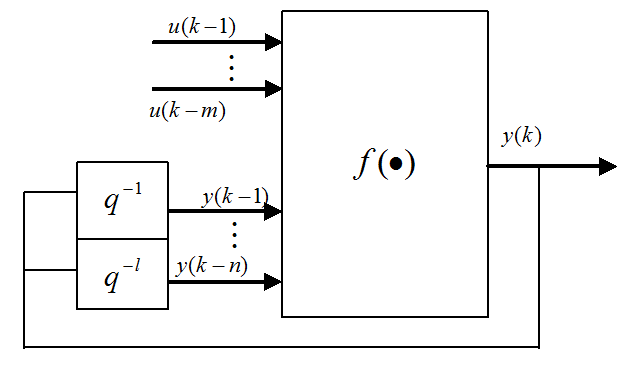 u(k−1)
⋮
u(k−m)
y(k)
f(●)
q⁻¹
y(k−1)
⋮
q⁻ˡ
y(k−n)